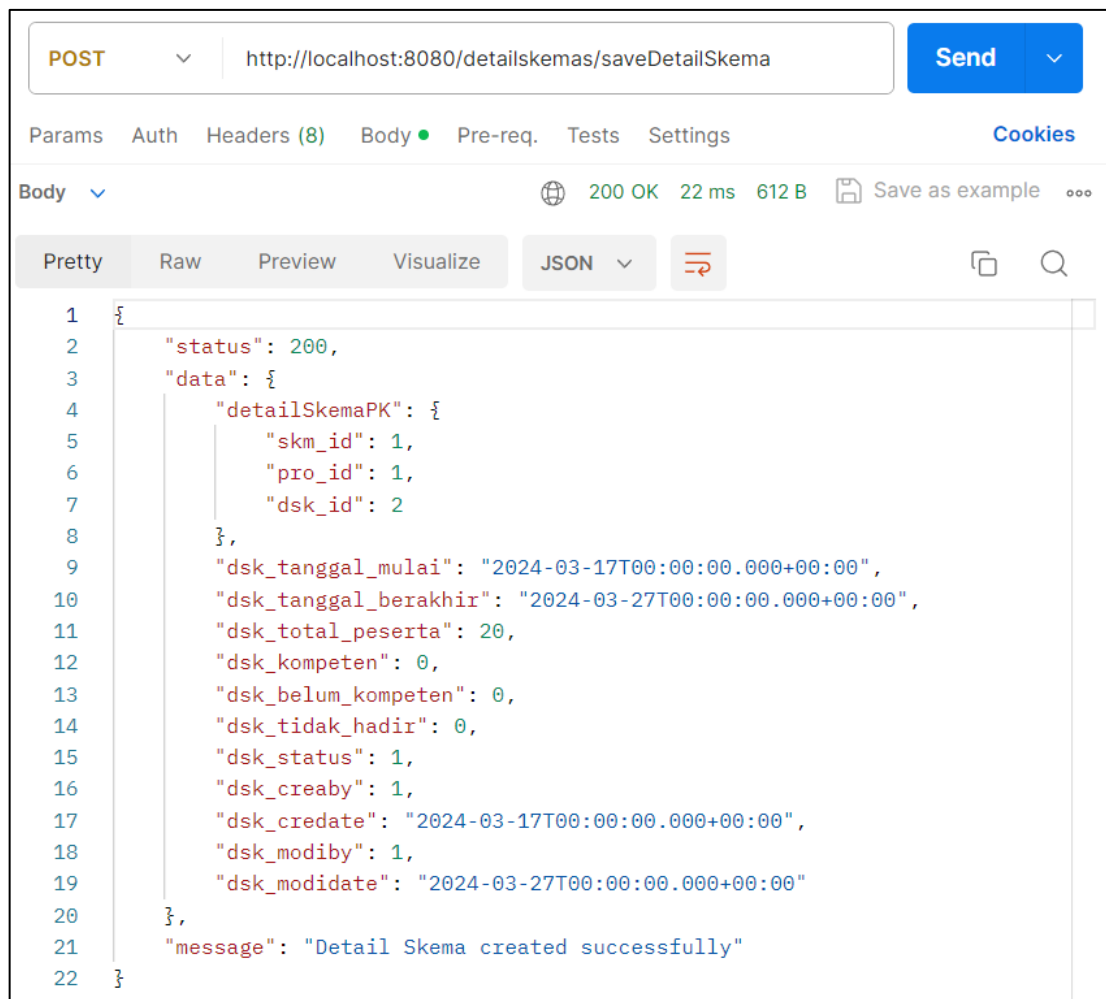 POST http://localhost:8080/detailskemas/saveDetailSkema Send
Params Auth Headers (8) Body Pre-req. Tests Settings Cookies
Body 200 OK 22 ms 612 B Save as example
Pretty Raw Preview Visualize JSON
1 {
2 "status": 200,
3 "data": {
4 "detailSkemaPK": {
5 "skm_id": 1,
6 "pro_id": 1,
7 "dsk_id": 2
8 },
9 "dsk_tanggal_mulai": "2024-03-17T00:00:00.000+00:00",
10 "dsk_tanggal_berakhir": "2024-03-27T00:00:00.000+00:00",
11 "dsk_total_peserta": 20,
12 "dsk_kompeten": 0,
13 "dsk_belum_kompeten": 0,
14 "dsk_tidak_hadir": 0,
15 "dsk_status": 1,
16 "dsk_creaby": 1,
17 "dsk_credate": "2024-03-17T00:00:00.000+00:00",
18 "dsk_modiby": 1,
19 "dsk_modidate": "2024-03-27T00:00:00.000+00:00"
20 },
21 "message": "Detail Skema created successfully"
22 }